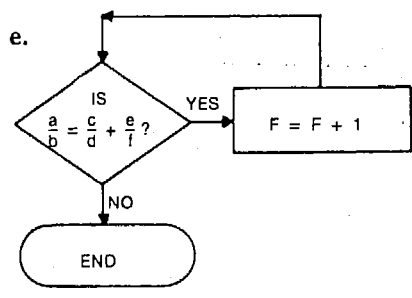 e.
IS
a/b = c/d + e/f ?
YES
F = F + 1
NO
END